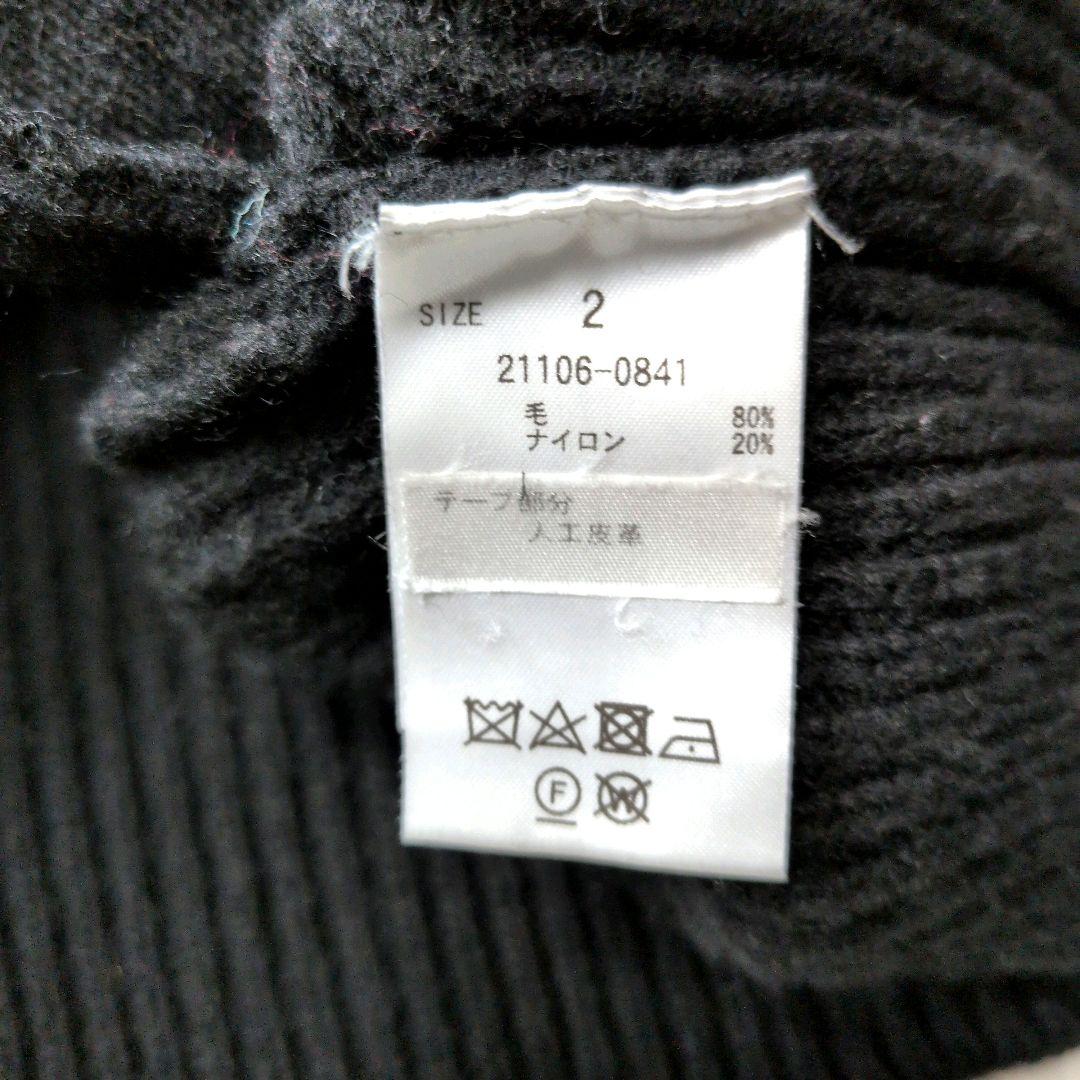 SIZE 2
21106-0841
毛 80%
ナイロン 20%
テープ部分
人工皮革
F
W